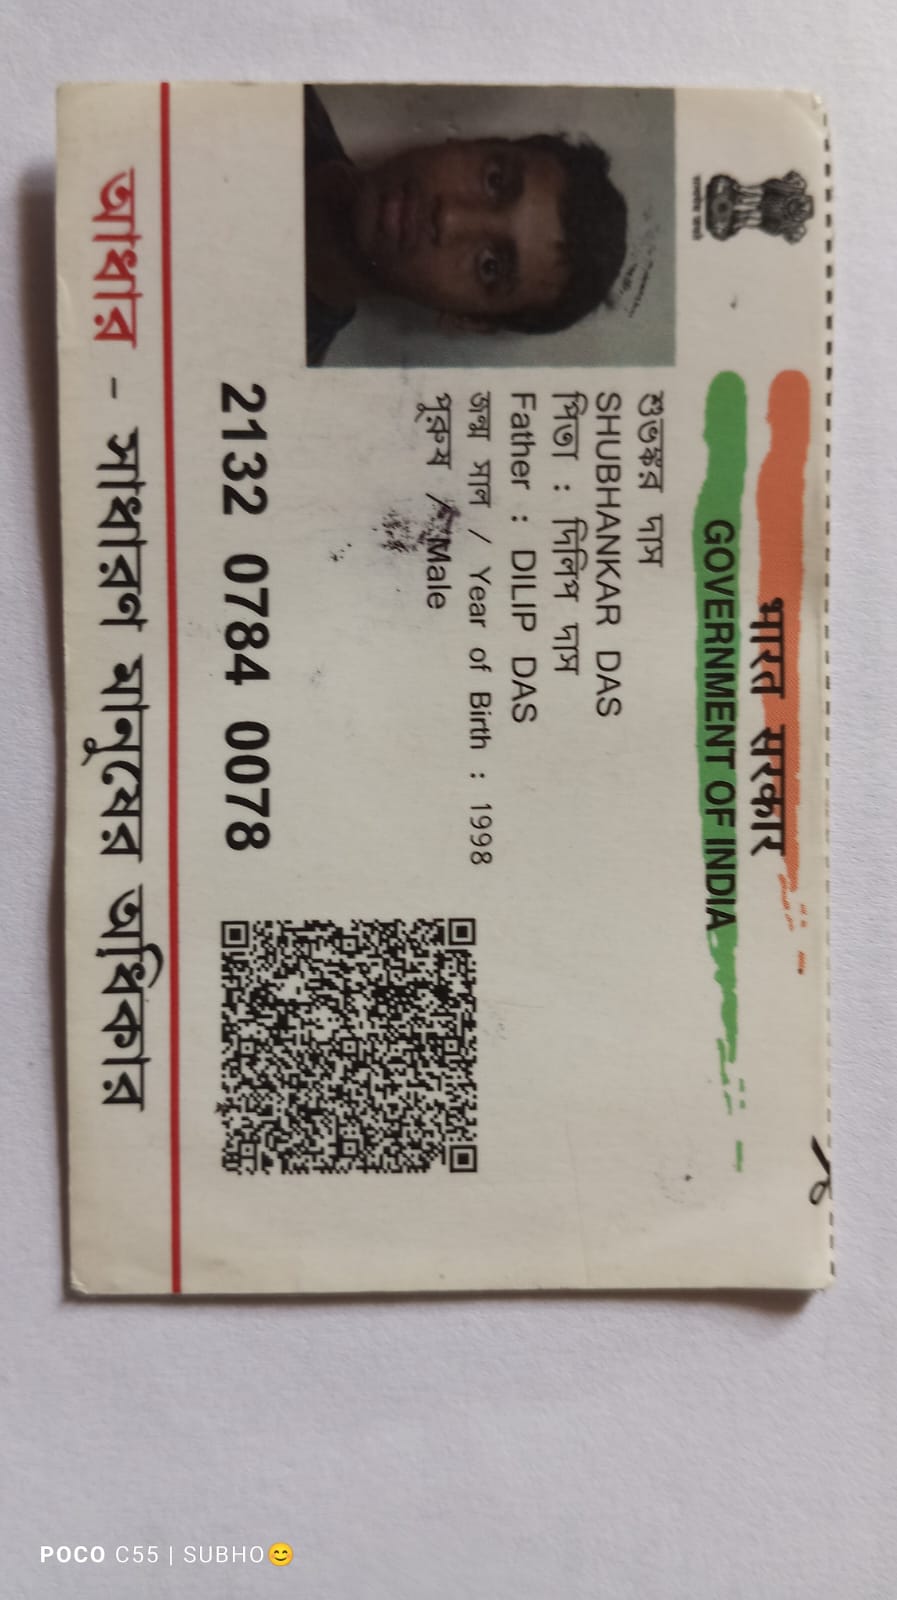 भारत सरकार
GOVERNMENT OF INDIA
শুভঙ্কর দাস
SHUBHANKAR DAS
পিতা : দিলিপ দাস
Father : DILIP DAS
জন্ম সাল / Year of Birth : 1998
পুরুষ / Male
2132 0784 0078
আধার - সাধারণ মানুষের অধিকার
POCO C55 | SUBHO😊